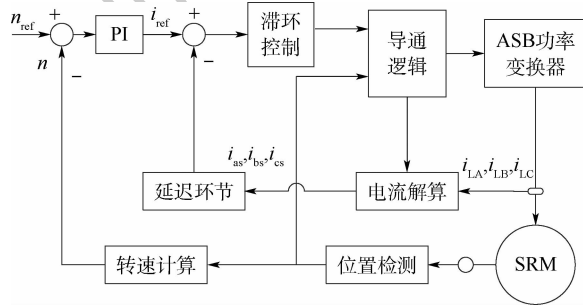 n_ref
+
−
n
PI
i_ref
+
−
滞环
控制
导通
逻辑
ASB功率
变换器
i_as,i_bs,i_cs
i_LA,i_LB,i_LC
延迟环节
电流解算
转速计算
位置检测
SRM